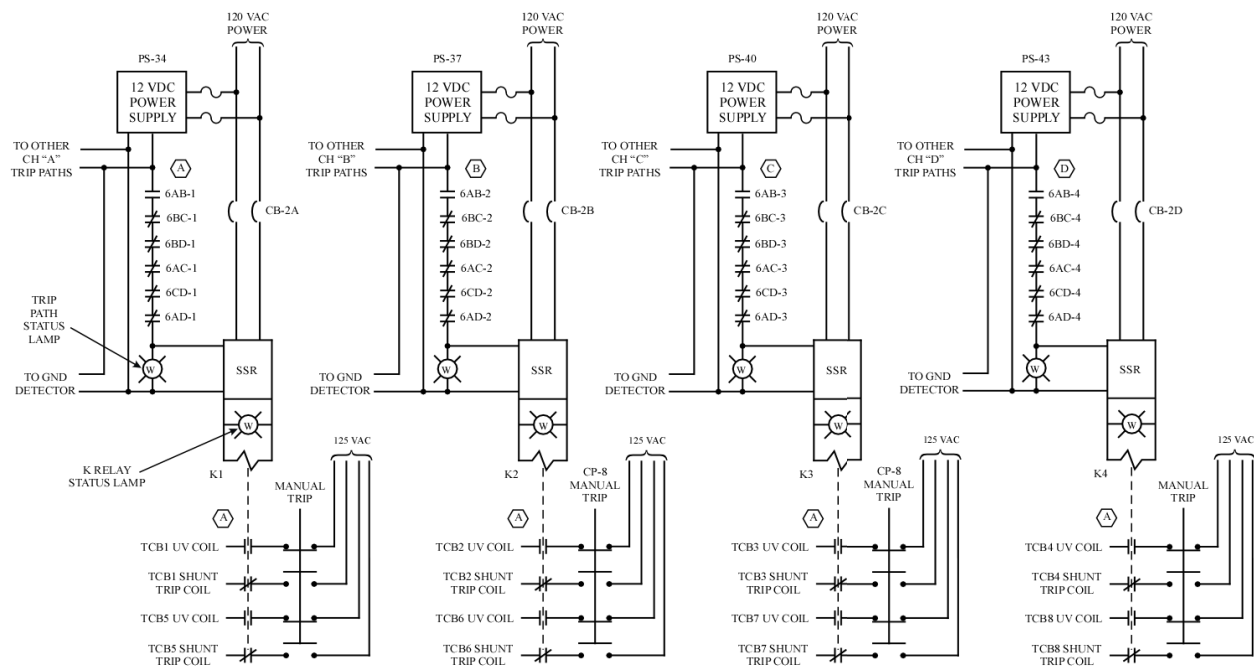 120 VAC
POWER
120 VAC
POWER
120 VAC
POWER
120 VAC
POWER
PS-34
PS-37
PS-40
PS-43
12 VDC
POWER
SUPPLY
12 VDC
POWER
SUPPLY
12 VDC
POWER
SUPPLY
12 VDC
POWER
SUPPLY
TO OTHER
CH “A”
TRIP PATHS
A
TO OTHER
CH “B”
TRIP PATHS
B
TO OTHER
CH “C”
TRIP PATHS
C
TO OTHER
CH “D”
TRIP PATHS
D
6AB-1
6BC-1
6BD-1
6AC-1
6CD-1
6AD-1
CB-2A
6AB-2
6BC-2
6BD-2
6AC-2
6CD-2
6AD-2
CB-2B
6AB-3
6BC-3
6BD-3
6AC-3
6CD-3
6AD-3
CB-2C
6AB-4
6BC-4
6BD-4
6AC-4
6CD-4
6AD-4
CB-2D
TRIP
PATH
STATUS
LAMP
W
SSR
W
SSR
W
SSR
W
SSR
TO GND
DETECTOR
TO GND
DETECTOR
TO GND
DETECTOR
TO GND
DETECTOR
W
W
W
W
K RELAY
STATUS LAMP
K1
125 VAC
K2
125 VAC
K3
125 VAC
K4
125 VAC
MANUAL
TRIP
CP-8
MANUAL
TRIP
CP-8
MANUAL
TRIP
MANUAL
TRIP
A
A
A
A
TCB1 UV COIL
TCB1 SHUNT
TRIP COIL
TCB5 UV COIL
TCB5 SHUNT
TRIP COIL
TCB2 UV COIL
TCB2 SHUNT
TRIP COIL
TCB6 UV COIL
TCB6 SHUNT
TRIP COIL
TCB3 UV COIL
TCB3 SHUNT
TRIP COIL
TCB7 UV COIL
TCB7 SHUNT
TRIP COIL
TCB4 UV COIL
TCB4 SHUNT
TRIP COIL
TCB8 UV COIL
TCB8 SHUNT
TRIP COIL